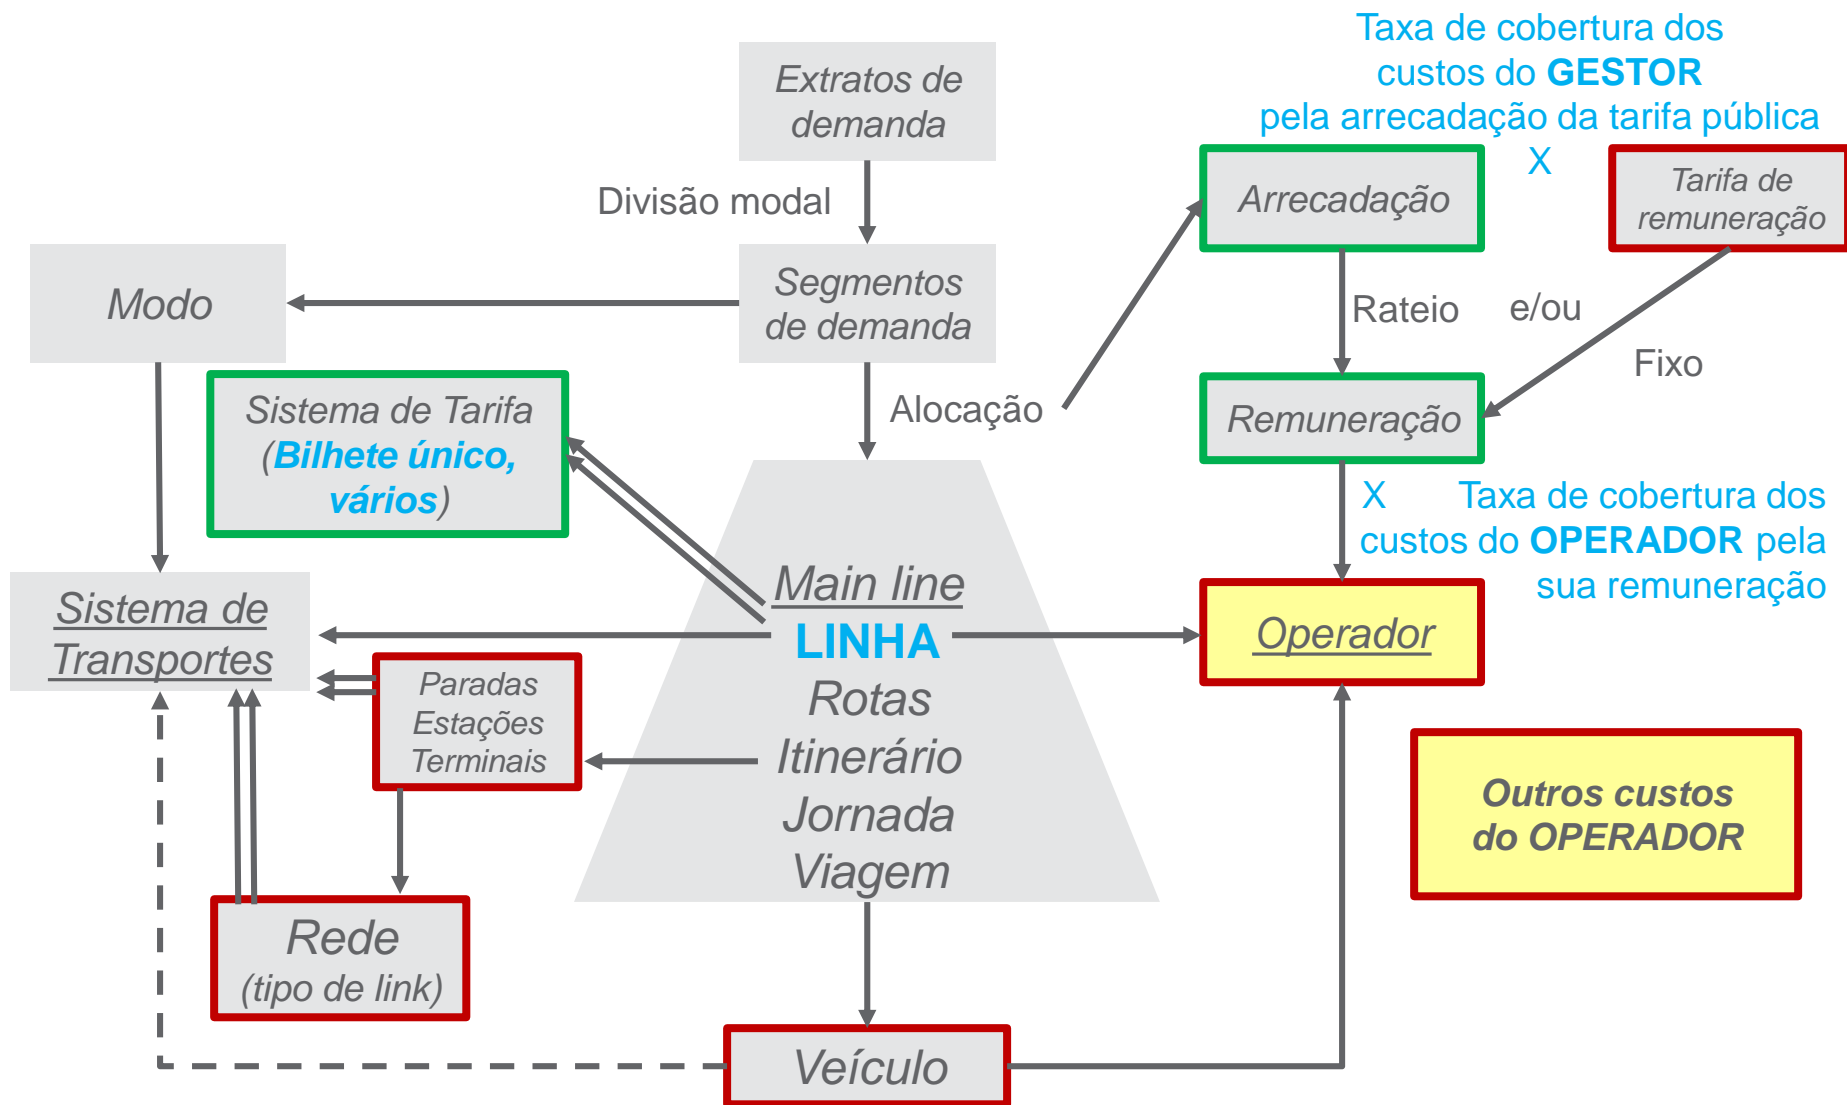 Taxa de cobertura dos
custos do GESTOR
pela arrecadação da tarifa pública
X
Extratos de
demanda
Divisão modal
Arrecadação
Tarifa de
remuneração
Modo
Segmentos
de demanda
Rateio
e/ou
Fixo
Sistema de Tarifa
(Bilhete único,
vários)
Alocação
Remuneração
X Taxa de cobertura dos
custos do OPERADOR pela
sua remuneração
Sistema de
Transportes
Main line
LINHA
Rotas
Itinerário
Jornada
Viagem
Operador
Paradas
Estações
Terminais
Outros custos
do OPERADOR
Rede
(tipo de link)
Veículo